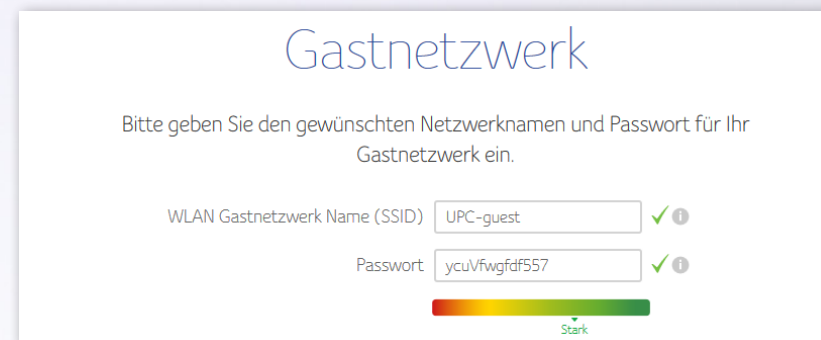 Gastnetzwerk
Bitte geben Sie den gewünschten Netzwerknamen und Passwort für Ihr
Gastnetzwerk ein.
WLAN Gastnetzwerk Name (SSID) UPC-guest
Passwort ycuVfwgfdf557
Stark